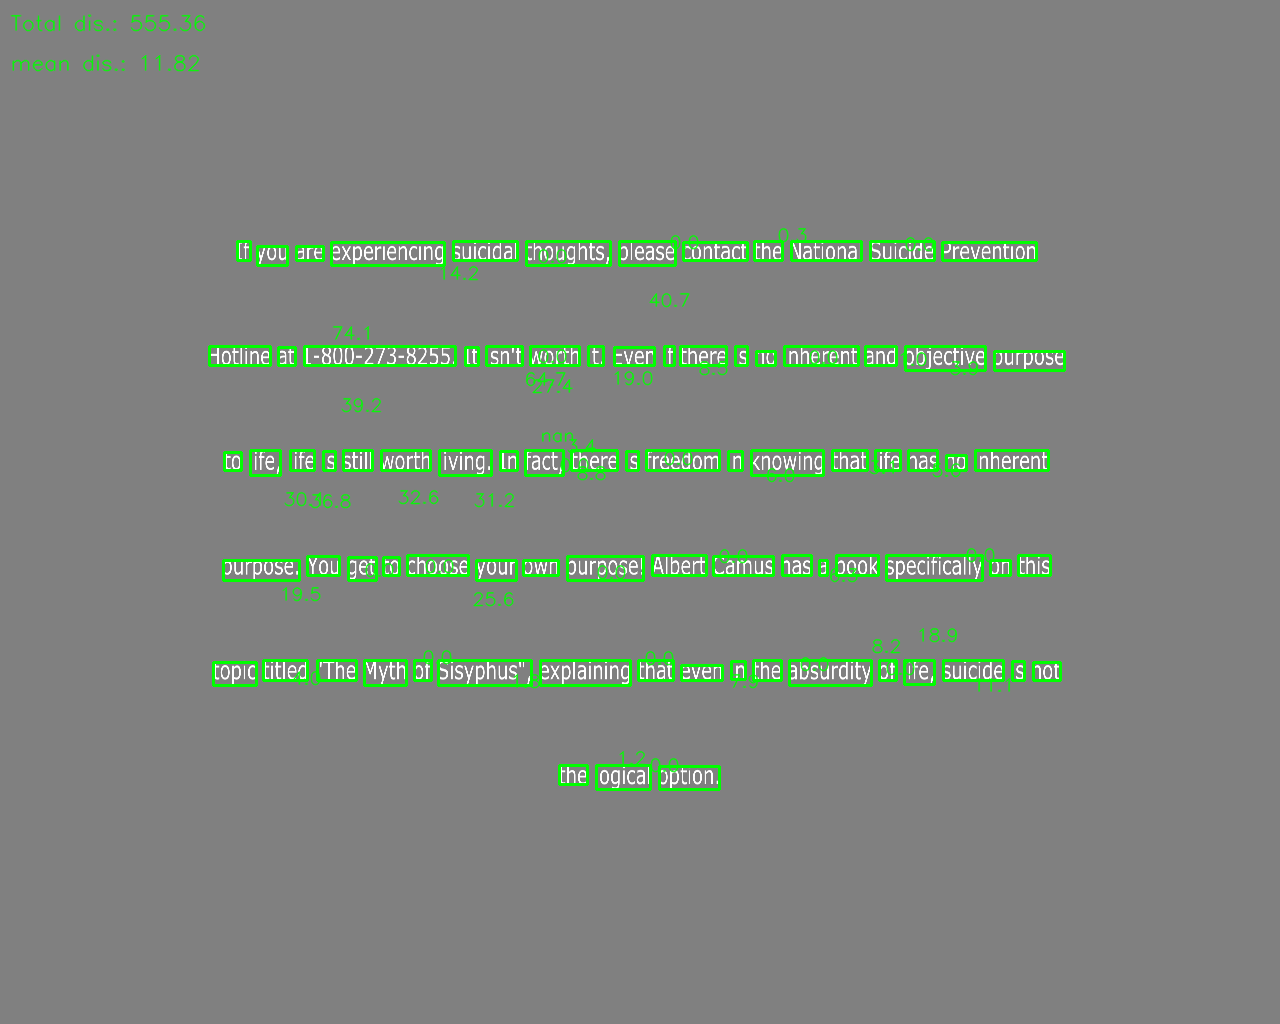 Total dis.: 555.36
mean dis.: 11.82
If you are experiencing suicidal thoughts, please contact the National Suicide Prevention
0.3
14.2
40.7
74.1
Hotline at 1-800-273-8255. It isn't worth it. Even if there is no inherent and objective purpose
64.7 27.4 19.0
39.2
nan 3.4
to life, life is still worth living. In fact, there is freedom in knowing that life has no inherent
36.8 32.6 31.2
purpose. You get to choose your own purpose! Albert Camus has a book specifically on this
19.5 25.6
18.9
8.2
topic titled "The Myth of Sisyphus", explaining that even in the absurdity of life, suicide is not
11.1
1.2
the logical option.